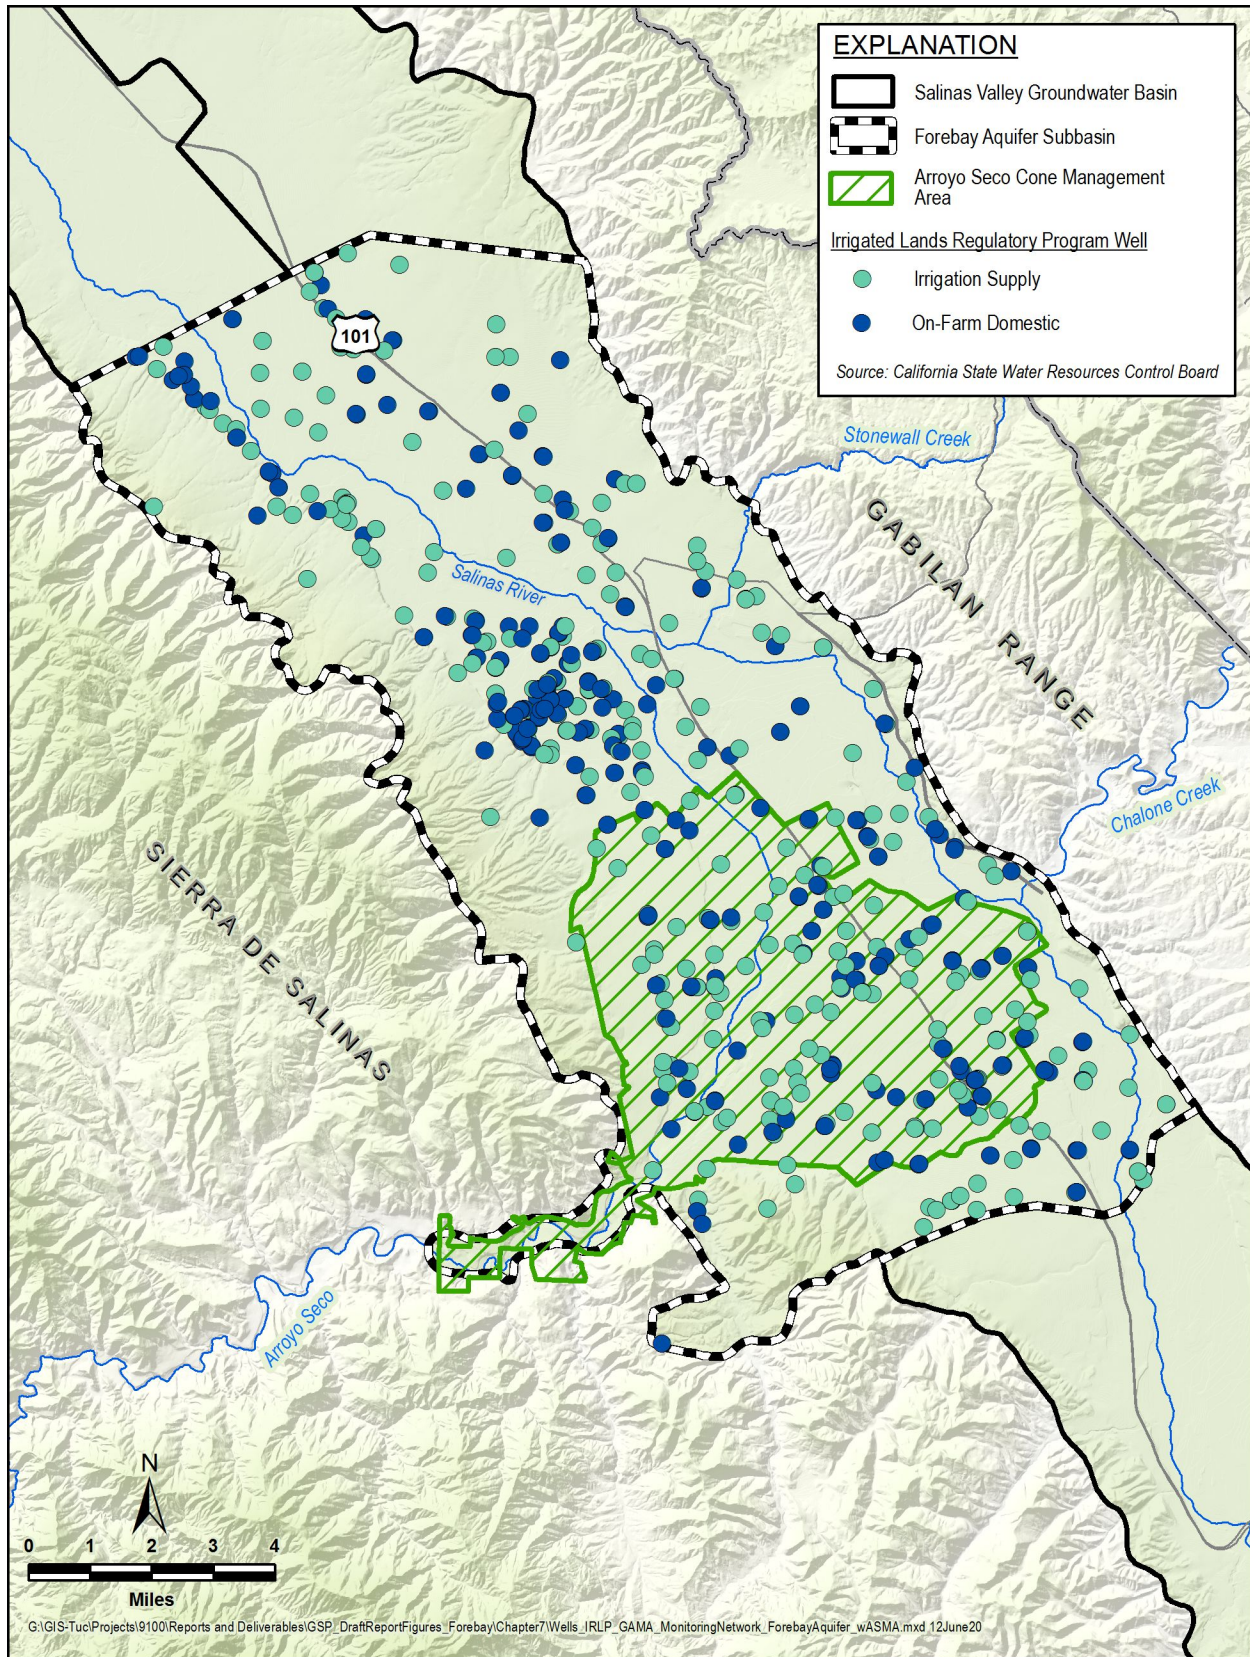 EXPLANATION
Salinas Valley Groundwater Basin
Forebay Aquifer Subbasin
Arroyo Seco Cone Management
Area
Irrigated Lands Regulatory Program Well
Irrigation Supply
On-Farm Domestic
Source: California State Water Resources Control Board
101
Stonewall Creek
GABILAN RANGE
Salinas River
Chalone Creek
SIERRA DE SALINAS
Arroyo Seco
N
0 1 2 3 4
Miles
G:\GIS-Tuc\Projects\9100\Reports and Deliverables\GSP_DraftReportFigures_Forebay\Chapter7\Wells_IRLP_GAMA_MonitoringNetwork_ForebayAquifer_wASMA.mxd 12June20